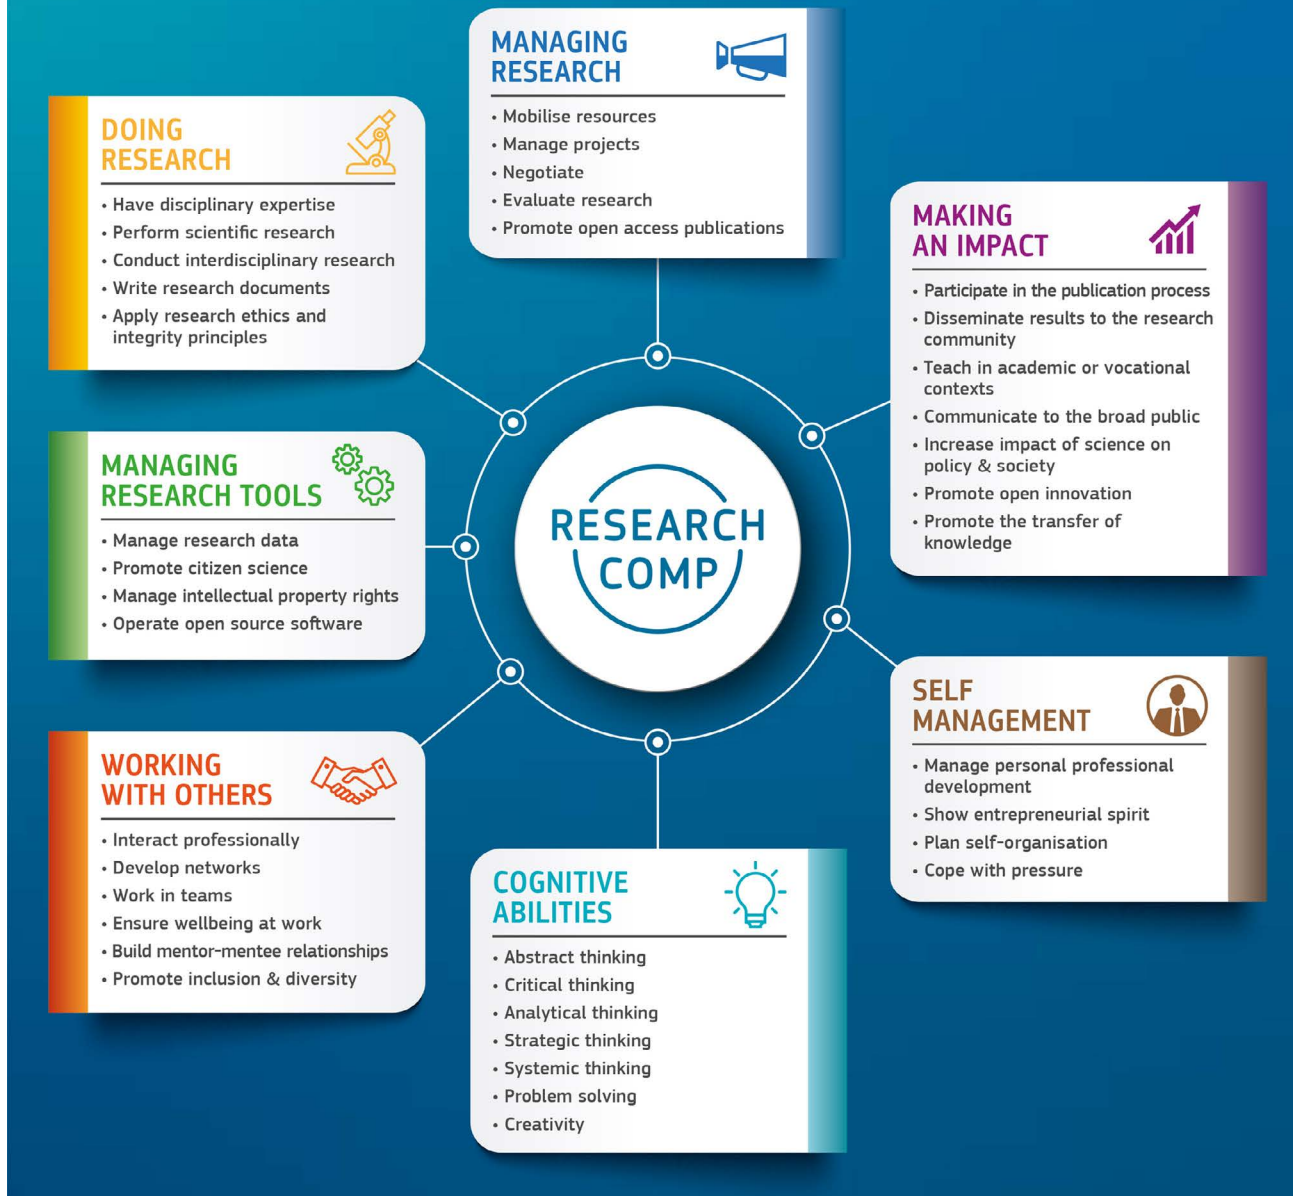 MANAGING
RESEARCH
• Mobilise resources
• Manage projects
• Negotiate
• Evaluate research
• Promote open access publications
DOING
RESEARCH
• Have disciplinary expertise
• Perform scientific research
• Conduct interdisciplinary research
• Write research documents
• Apply research ethics and
integrity principles
MAKING
AN IMPACT
• Participate in the publication process
• Disseminate results to the research
community
• Teach in academic or vocational
contexts
• Communicate to the broad public
• Increase impact of science on
policy & society
• Promote open innovation
• Promote the transfer of
knowledge
MANAGING
RESEARCH TOOLS
• Manage research data
• Promote citizen science
• Manage intellectual property rights
• Operate open source software
RESEARCH
COMP
SELF
MANAGEMENT
• Manage personal professional
development
• Show entrepreneurial spirit
• Plan self-organisation
• Cope with pressure
WORKING
WITH OTHERS
• Interact professionally
• Develop networks
• Work in teams
• Ensure wellbeing at work
• Build mentor-mentee relationships
• Promote inclusion & diversity
COGNITIVE
ABILITIES
• Abstract thinking
• Critical thinking
• Analytical thinking
• Strategic thinking
• Systemic thinking
• Problem solving
• Creativity